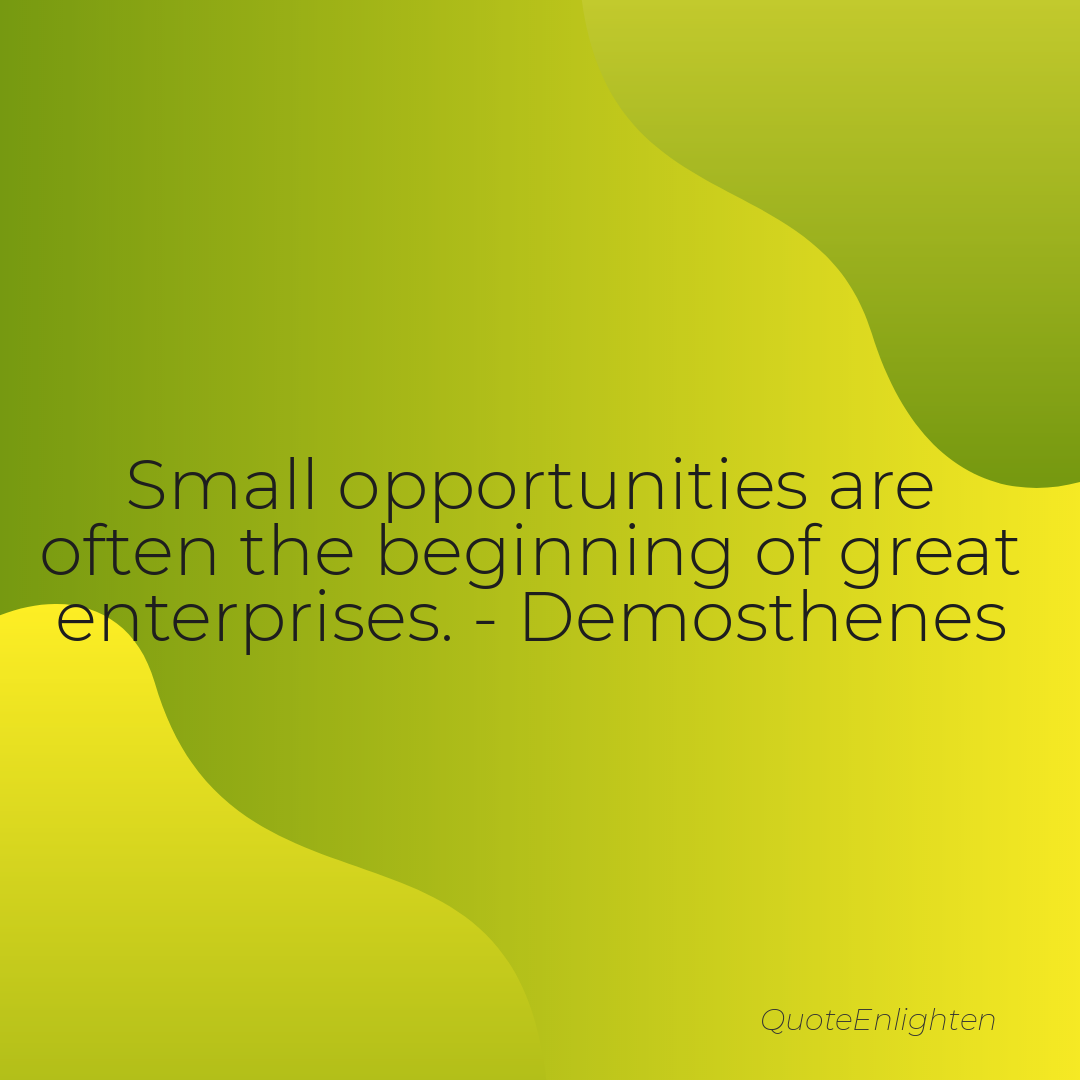 Small opportunities are
often the beginning of great
enterprises. - Demosthenes
QuoteEnlighten